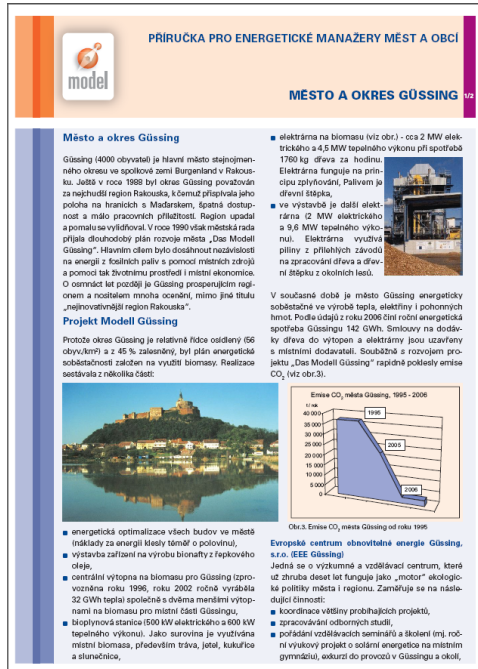 PŘÍRUČKA PRO ENERGETICKÉ MANAŽERY MĚST A OBCÍ
model
MĚSTO A OKRES GÜSSING 1/2
Město a okres Güssing
Güssing (4000 obyvatel) je hlavní město stejnojmen-
ného okresu ve spolkové zemi Burgenland v Rakous-
ku. Ještě v roce 1988 byl okres Güssing považován
za nejchudší region Rakouska, k čemuž přispívala jeho
poloha na hranicích s Maďarskem, špatná dostup-
nost a málo pracovních příležitostí. Region upadal
a pomalu se vylidňoval. V roce 1990 však městská rada
přijala dlouhodobý plán rozvoje města „Das Modell
Güssing". Hlavním cílem bylo dosáhnout nezávislosti
na energii z fosilních paliv s pomocí místních zdrojů
a pomoci tak životnímu prostředí i místní ekonomice.
O osmnáct let později je Güssing prosperujícím regi-
onem a nositelem mnoha ocenění, mimo jiné titulu
„nejinovativnější region Rakouska".
Projekt Modell Güssing
Protože okres Güssing je relativně řídce osídlený (56
obyv./km²) a z 45 % zalesněný, byl plán energetické
soběstačnosti založen na využití biomasy. Realizace
sestávala z několika částí:
energetická optimalizace všech budov ve městě
(náklady za energii klesly téměř o polovinu),
výstavba zařízení na výrobu bionafty z řepkového
oleje,
centrální výtopna na biomasu pro Güssing (zpro-
vozněna roku 1996, roku 2002 ročně vyráběla
32 GWh tepla) společně s dvěma menšími výtop-
nami na biomasu pro místní části Güssingu,
bioplynová stanice (500 kW elektrického a 600 kW
tepelného výkonu). Jako surovina je využívána
místní biomasa, především tráva, jetel, kukuřice
a slunečnice,
elektrárna na biomasu (viz obr.) - cca 2 MW elek-
trického a 4,5 MW tepelného výkonu při spotřebě
1760 kg dřeva za hodinu.
Elektrárna funguje na prin-
cipu zplyňování, Palivem je
dřevní štěpka,
ve výstavbě je další elekt-
rárna (2 MW elektrického
a 9,6 MW tepelného výko-
nu). Elektrárna využívá
piliny z přilehlých závodů
na zpracování dřeva a dřev-
ní štěpku z okolních lesů.
V současné době je město Güssing energeticky
soběstačné ve výrobě tepla, elektřiny i pohonných
hmot. Podle údajů z roku 2006 činí roční energetická
spotřeba Güssingu 142 GWh. Smlouvy na dodáv-
ky dřeva do výtopen a elektrárny jsou uzavřeny
s místními dodavateli. Souběžně s rozvojem pro-
jektu „Das Modell Güssing" rapidně poklesly emise
CO₂ (viz obr.3).
Emise CO₂ města Güssing, 1995 - 2006
t/ rok
40 000
35 000
30 000
25 000
20 000
15 000
10 000
5 000
0
1995
2005
2006
Obr.3. Emise CO₂ města Güssing od roku 1995
Evropské centrum obnovitelné energie Güssing,
s.r.o. (EEE Güssing)
Jedná se o výzkumné a vzdělávací centrum, které
už zhruba deset let funguje jako „motor" ekologic-
ké politiky města i regionu. Zaměřuje se na násle-
dující činnosti:
koordinace většiny probíhajících projektů,
zpracování odborných studií,
pořádání vzdělávacích seminářů a školení (mj. roč-
ní výukový projekt o solární energetice na místním
gymnáziu), exkurzí do provozů v Güssingu a okolí,